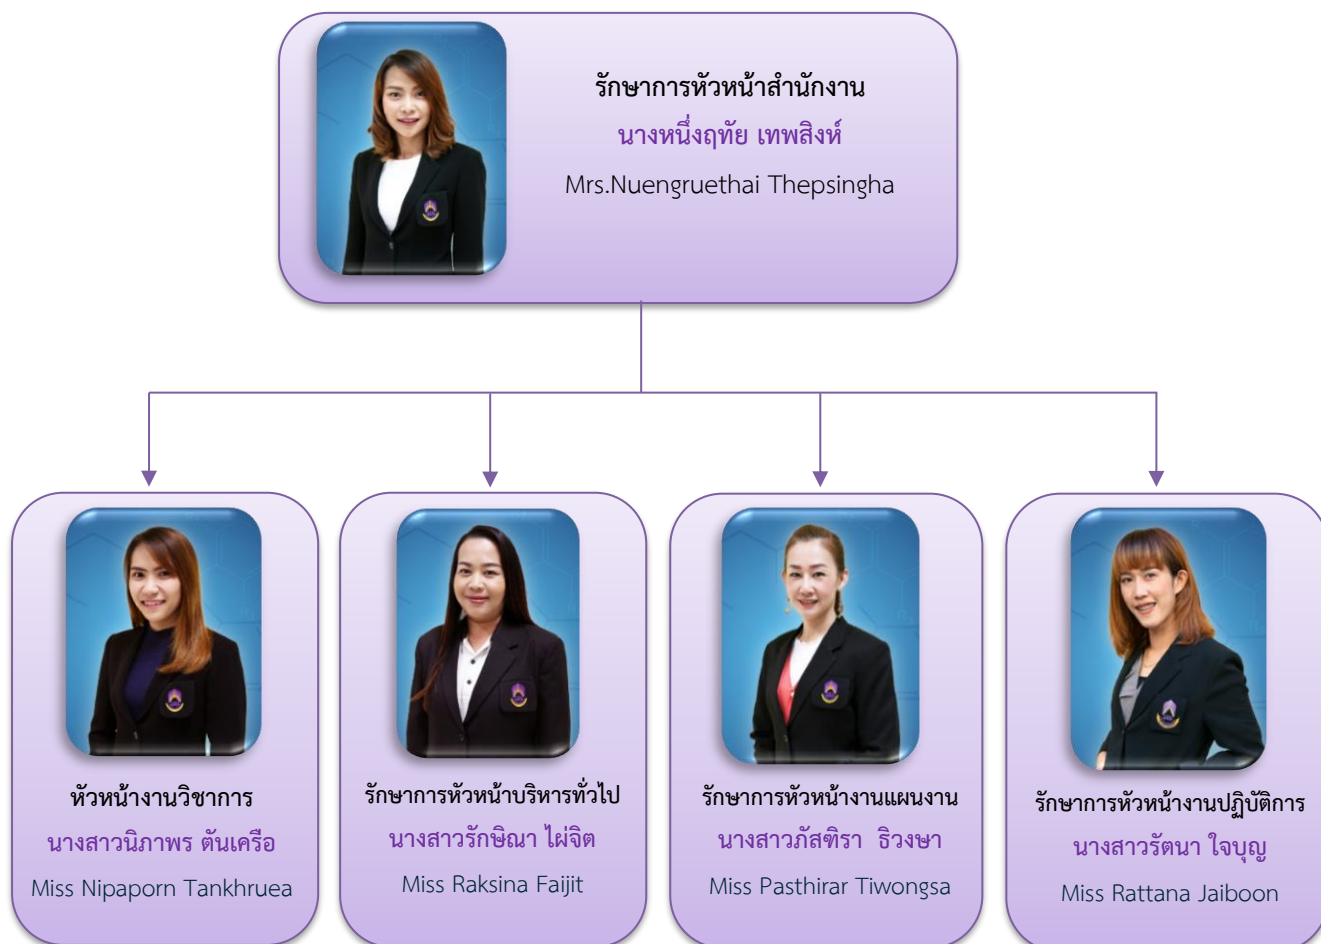 รักษาการหัวหน้าสำนักงาน
นางหนึ่งฤทัย เทพสิงห์
Mrs.Nuengruethai Thepsingha
หัวหน้างานวิชาการ
นางสาวนิภาพร ตันเครือ
Miss Nipaporn Tankhruea
รักษาการหัวหน้าบริหารทั่วไป
นางสาวรักษิณา ไผ่จิต
Miss Raksina Faijit
รักษาการหัวหน้างานแผนงาน
นางสาวภัสฑิรา ธิวงษา
Miss Pasthirar Tiwongsa
รักษาการหัวหน้างานปฏิบัติการ
นางสาวรัตนา ใจบุญ
Miss Rattana Jaiboon